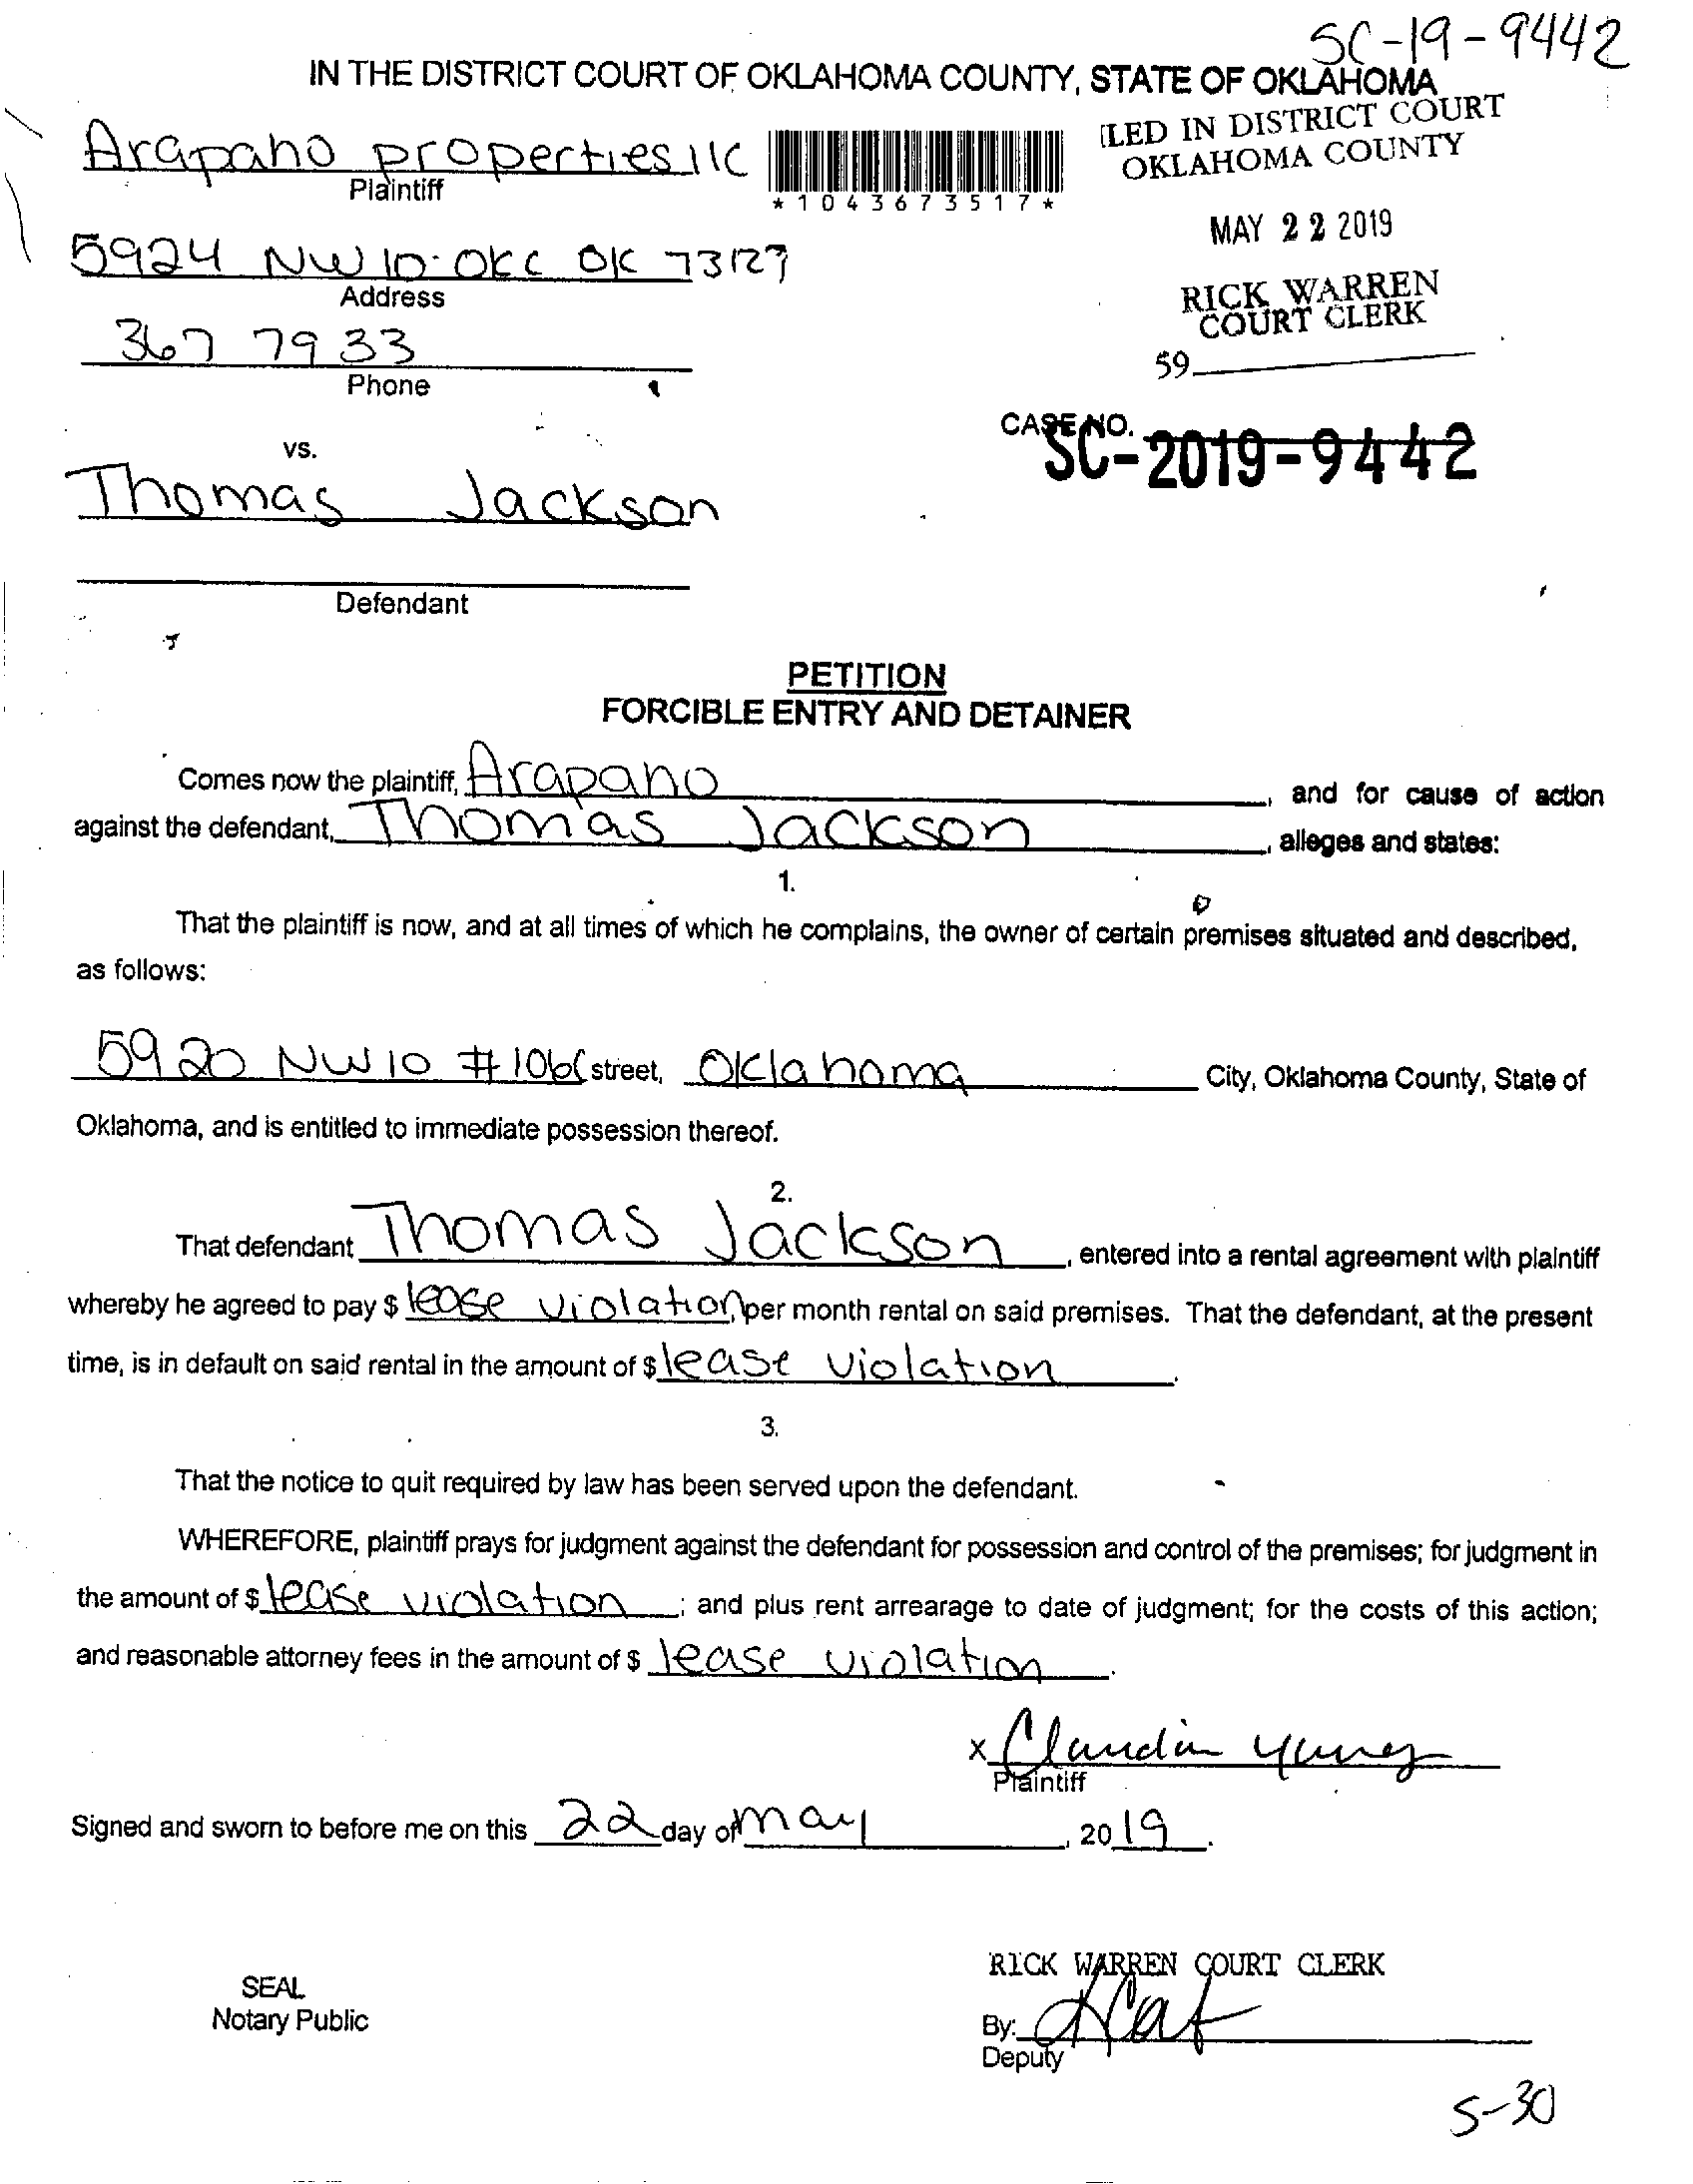 SC-19-9442
IN THE DISTRICT COURT OF OKLAHOMA COUNTY, STATE OF OKLAHOMA
Arapaho properties llc
Plaintiff
*1043673517*
ILED IN DISTRICT COURT
OKLAHOMA COUNTY
MAY 22 2019
RICK WARREN
COURT CLERK
59
5924 NW 10 OKC OK 73127
Address
367 7933
Phone
CASE NO.
SC-2019-9442
vs.
Thomas Jackson
Defendant
PETITION
FORCIBLE ENTRY AND DETAINER
Comes now the plaintiff, Arapaho, and for cause of action
against the defendant, Thomas Jackson, alleges and states:
1.
That the plaintiff is now, and at all times of which he complains, the owner of certain premises situated and described,
as follows:
5920 NW 10 street, Oklahoma City, Oklahoma County, State of
Oklahoma, and is entitled to immediate possession thereof.
2.
That defendant Thomas Jackson, entered into a rental agreement with plaintiff
whereby he agreed to pay $ lease violation per month rental on said premises. That the defendant, at the present
time, is in default on said rental in the amount of $ lease violation.
3.
That the notice to quit required by law has been served upon the defendant.
WHEREFORE, plaintiff prays for judgment against the defendant for possession and control of the premises; for judgment in
the amount of $ lease violation; and plus rent arrearage to date of judgment; for the costs of this action;
and reasonable attorney fees in the amount of $ lease violation.
x Claudia
Plaintiff
Signed and sworn to before me on this 22 day of may, 2019.
SEAL
Notary Public
RICK WARREN COURT CLERK
By:
Deputy
5-30